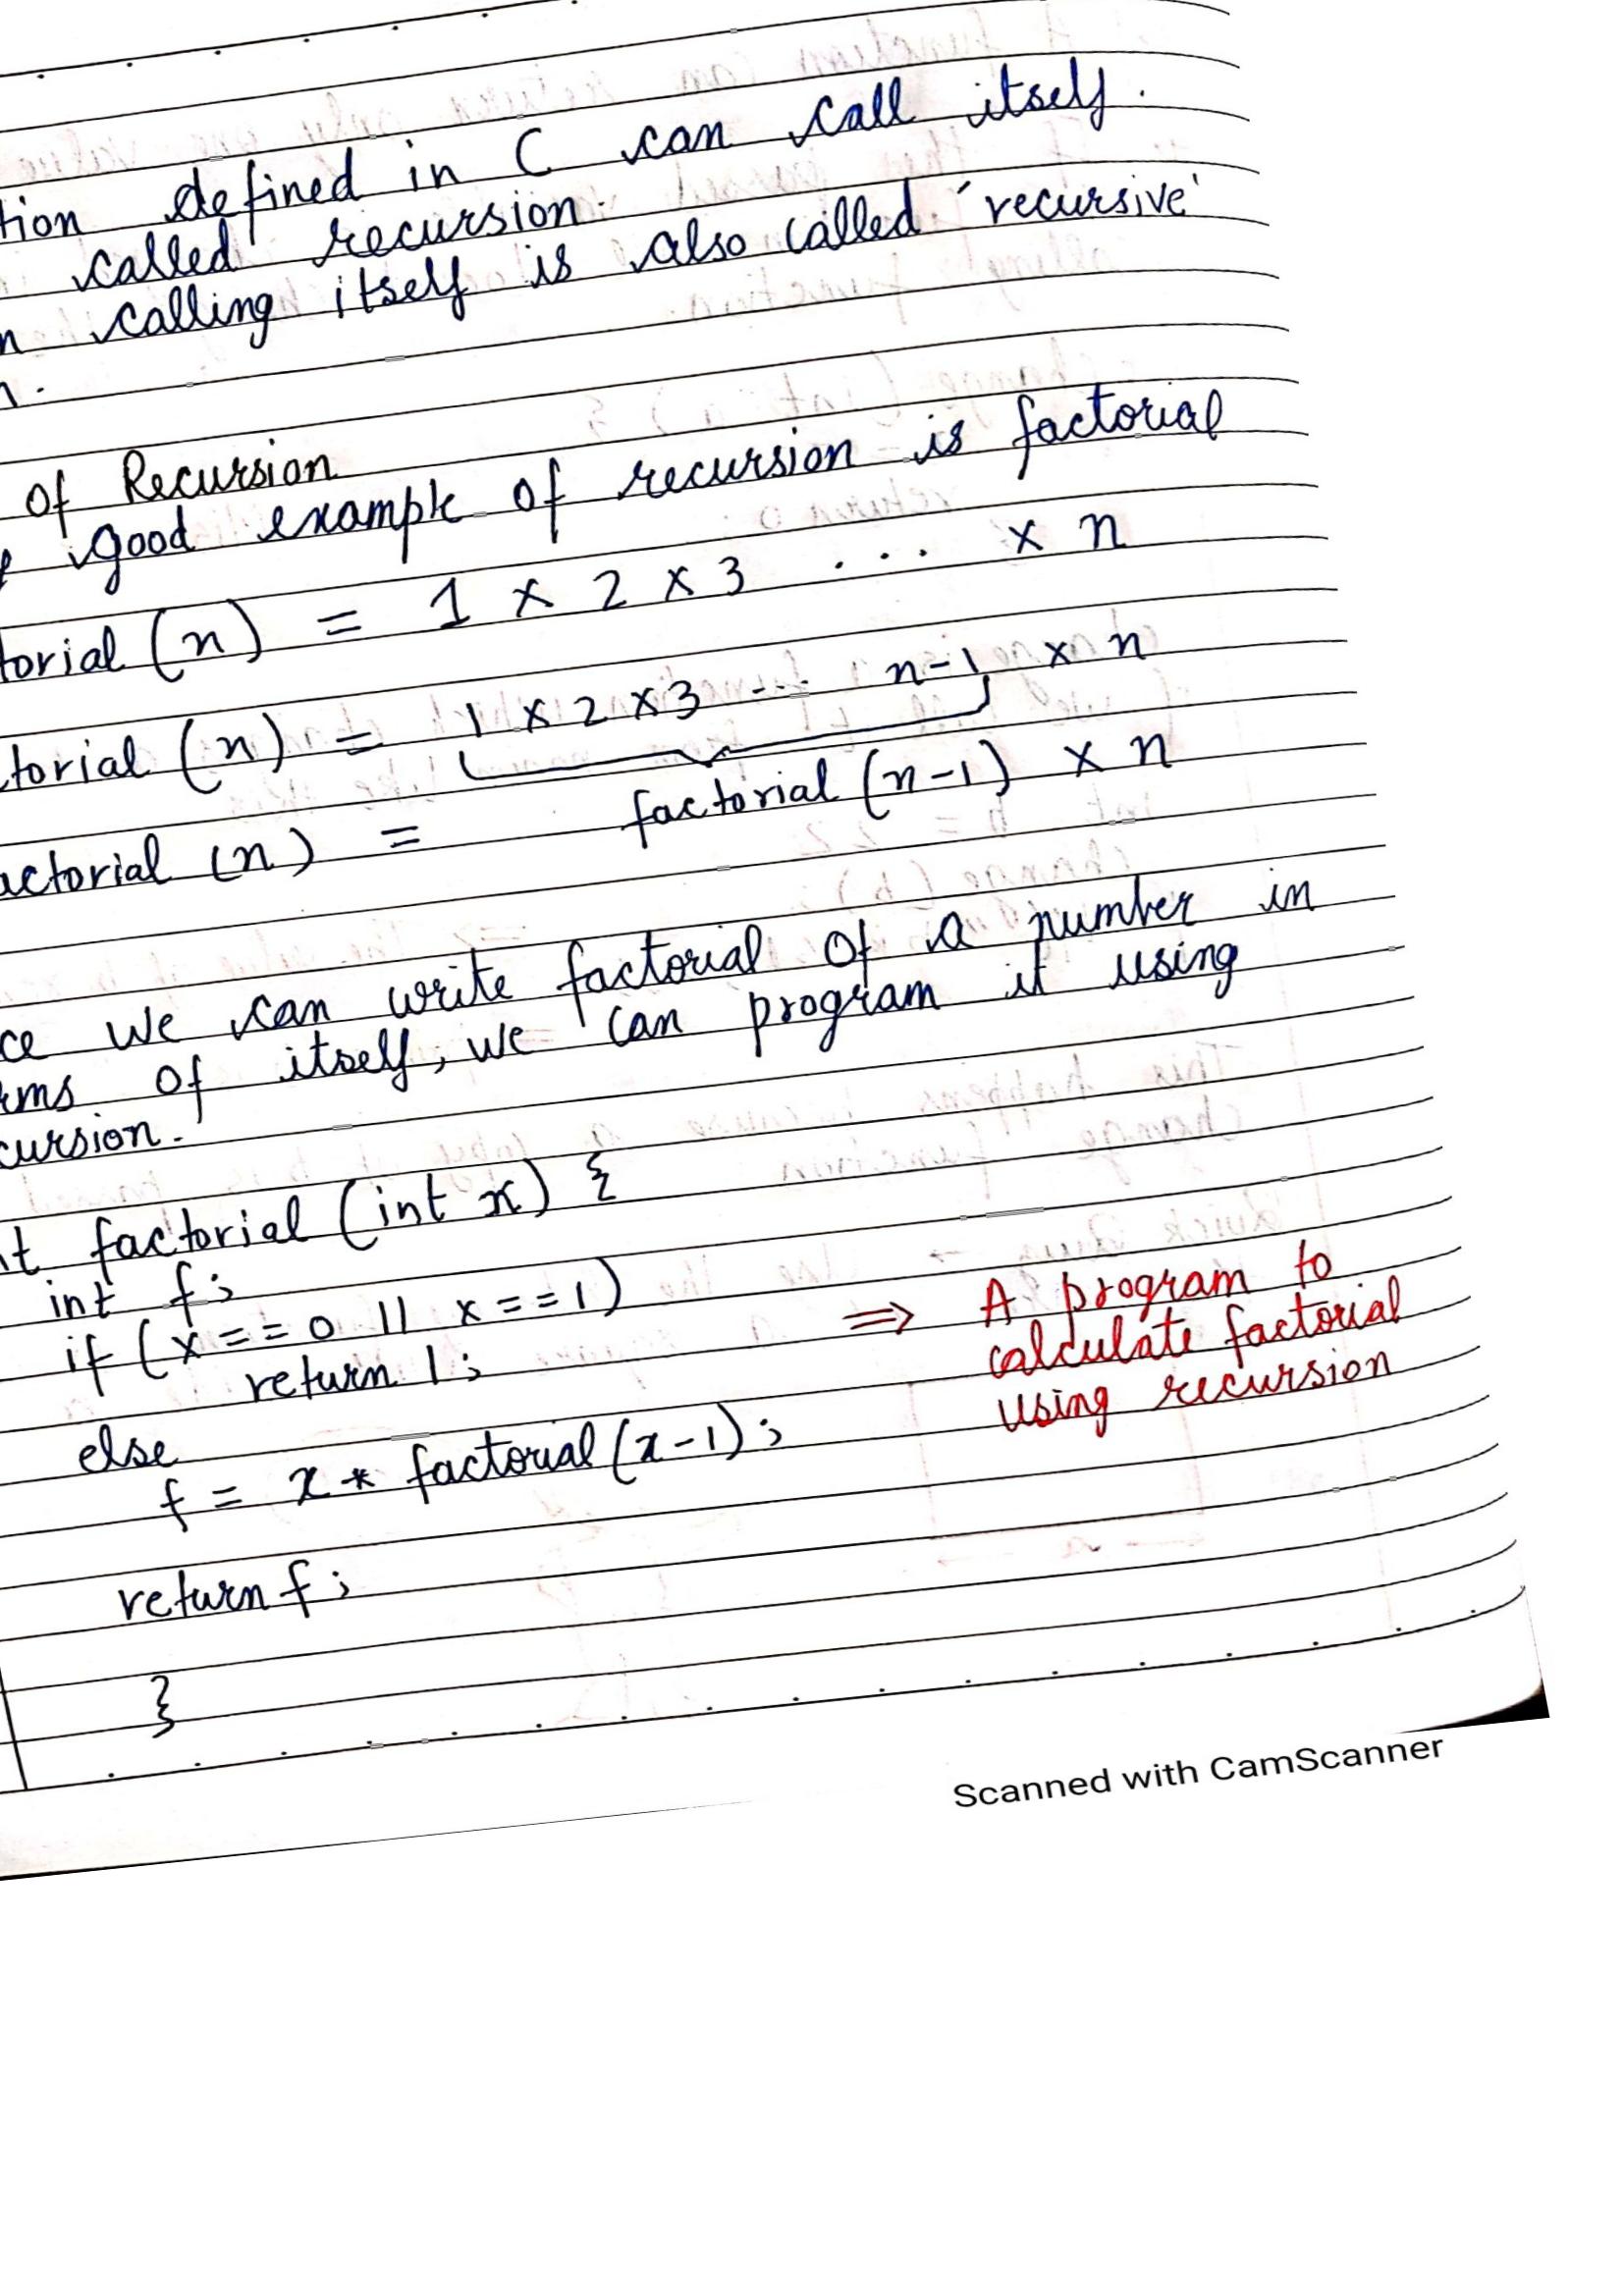 tion defined in C can call itself.
called recursion.
n calling itself is also called 'recursive'
n.
of Recursion
good example of recursion is factorial
torial (n) = 1 × 2 × 3 . . . × n
torial (n) = 1 × 2 × 3 --- n-1 × n
actorial (n) = factorial (n-1) × n
ce we can write factorial of a number in
rms of itself, we can program it using
cursion.
t factorial (int x) {
int f;
if (x == 0 || x == 1)
return 1;
⇒ A program to
calculate factorial
using recursion
else
f = x * factorial (x-1);
return f;
}
Scanned with CamScanner